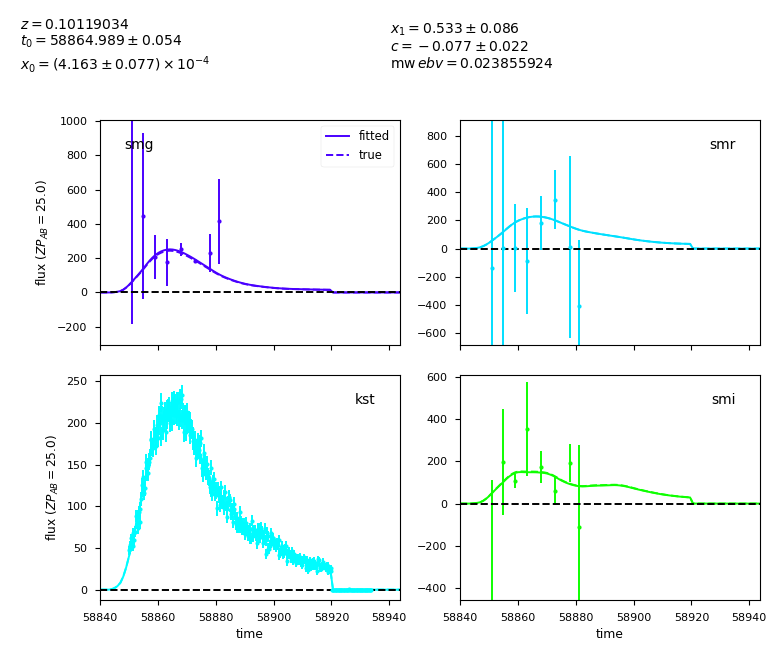 z = 0.10119034
t₀ = 58864.989 ± 0.054
x₀ = (4.163 ± 0.077) × 10⁻⁴
x₁ = 0.533 ± 0.086
c = −0.077 ± 0.022
mw ebv = 0.023855924
1000
800
600
400
200
0
−200
flux (ZP_AB = 25.0)
smg
fitted
true
800
600
400
200
0
−200
−400
−600
smr
250
200
150
100
50
0
flux (ZP_AB = 25.0)
kst
58840 58860 58880 58900 58920 58940
time
600
400
200
0
−200
−400
smi
58840 58860 58880 58900 58920 58940
time